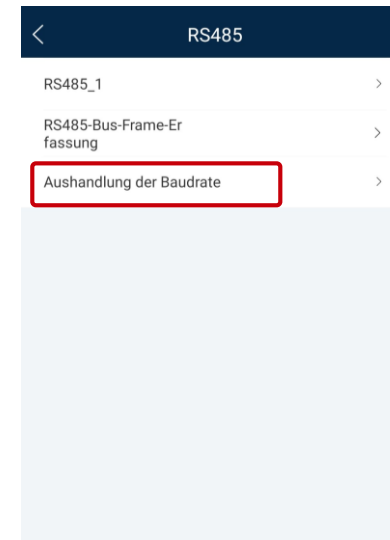 RS485
RS485_1
RS485-Bus-Frame-Er
fassung
Aushandlung der Baudrate